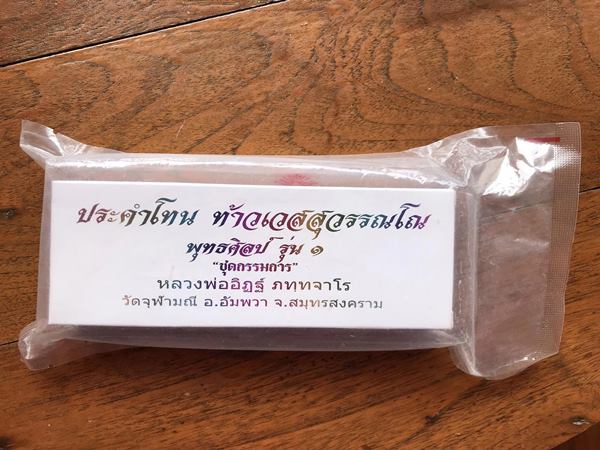 ประคำโทน ท้าวเวสสุวรรณโณ
พุทธศิลป์ รุ่น ๑
"ชุดกรรมการ"
หลวงพ่ออิฏฐ์ ภทฺทจาโร
วัดจุฬามณี อ.อัมพวา จ.สมุทรสงคราม